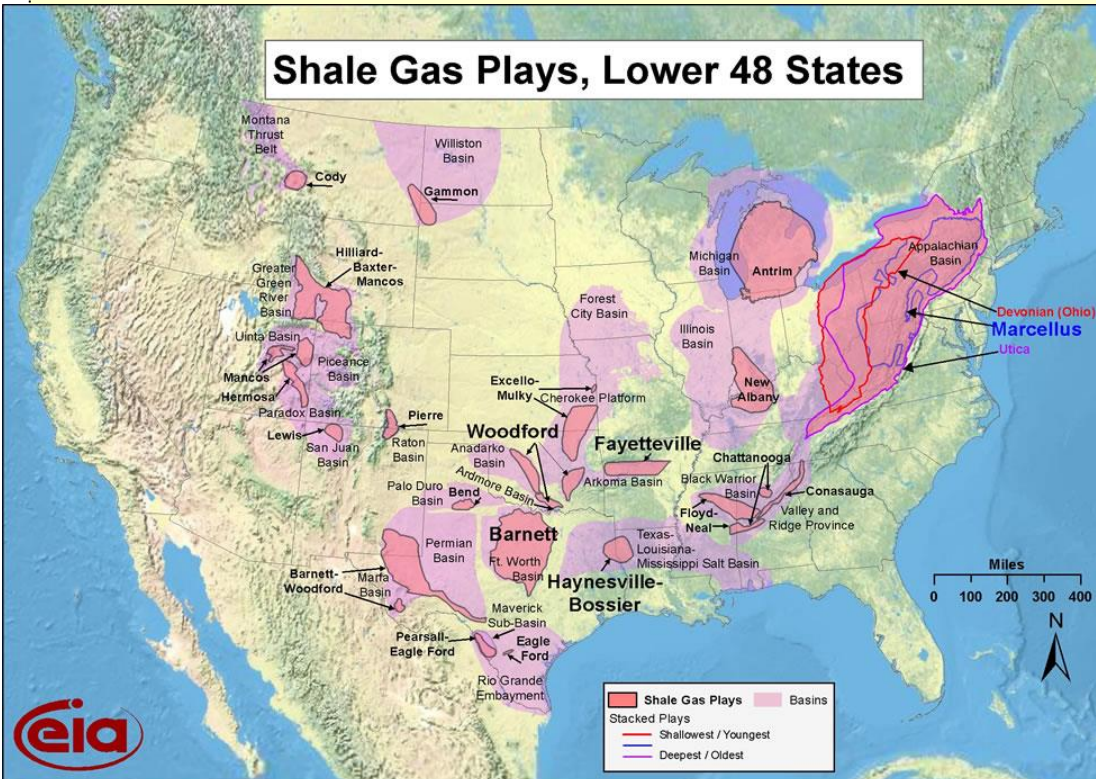 Shale Gas Plays, Lower 48 States
Montana
Thrust
Belt
Cody
Williston
Basin
Gammon
Hilliard-
Baxter-
Mancos
Greater
Green
River
Basin
Uinta Basin
Mancos
Piceance
Basin
Hermosa
Paradox Basin
Lewis
San Juan
Basin
Pierre
Raton
Basin
Michigan
Basin
Antrim
Appalachian
Basin
Devonian (Ohio)
Marcellus
Utica
Forest
City Basin
Illinois
Basin
New
Albany
Excello-
Mulky
Cherokee Platform
Woodford
Anadarko
Basin
Ardmore Basin
Fayetteville
Arkoma Basin
Palo Duro
Basin
Bend
Chattanooga
Black Warrior
Basin
Conasauga
Floyd-
Neal
Valley and
Ridge Province
Barnett
Ft. Worth
Basin
Permian
Basin
Texas-
Louisiana-
Mississippi Salt Basin
Haynesville-
Bossier
Barnett-
Woodford
Marfa
Basin
Maverick
Sub-Basin
Pearsall-
Eagle Ford
Eagle
Ford
Rio Grande
Embayment
Miles
0 100 200 300 400
N
Shale Gas Plays
Basins
Stacked Plays
Shallowest / Youngest
Deepest / Oldest
eia